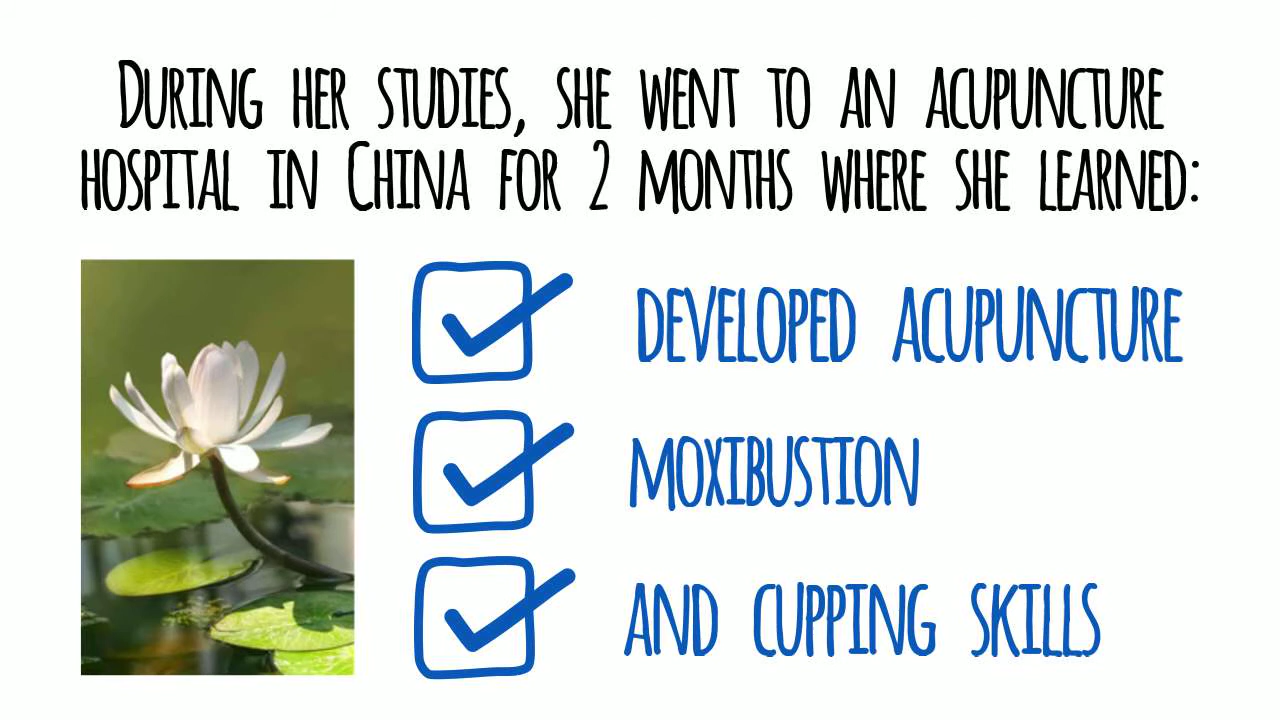 During her studies, she went to an acupuncture
hospital in China for 2 months where she learned:
developed acupuncture
moxibustion
and cupping skills